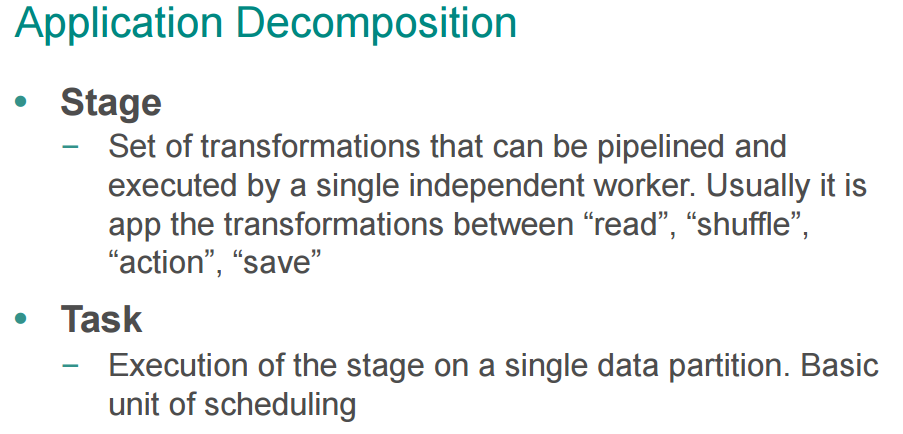 Application Decomposition
• Stage
– Set of transformations that can be pipelined and
executed by a single independent worker. Usually it is
app the transformations between “read”, “shuffle”,
“action”, “save”
• Task
– Execution of the stage on a single data partition. Basic
unit of scheduling